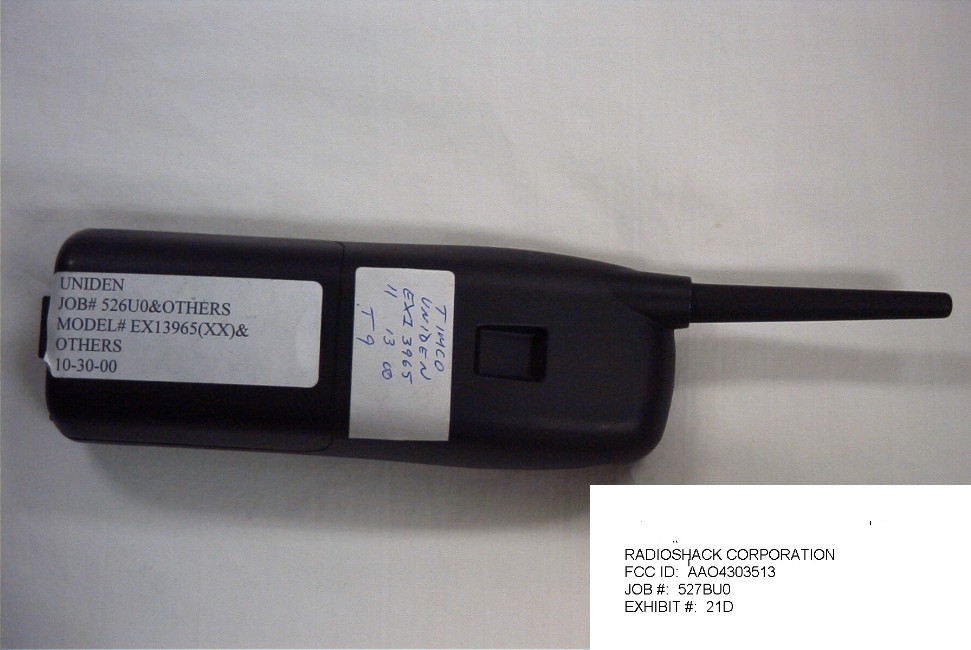 UNIDEN
JOB# 526U0&OTHERS
MODEL# EX13965(XX)&
OTHERS
10-30-00
TIMCO
UNIDEN
EXI 3965
11 13 00
T9
RADIOSHACK CORPORATION
FCC ID: AAO4303513
JOB #: 527BU0
EXHIBIT #: 21D